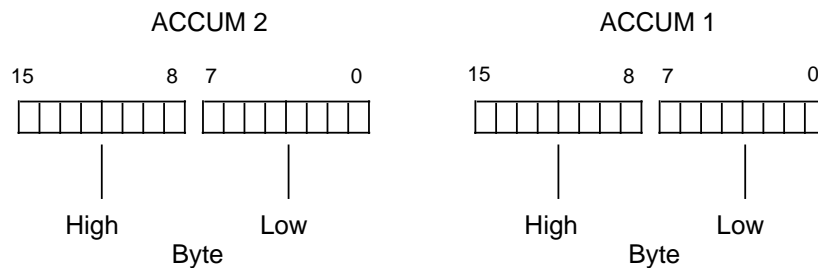 ACCUM 2 ACCUM 1
15 8 7 0 15 8 7 0
High Low High Low
Byte Byte